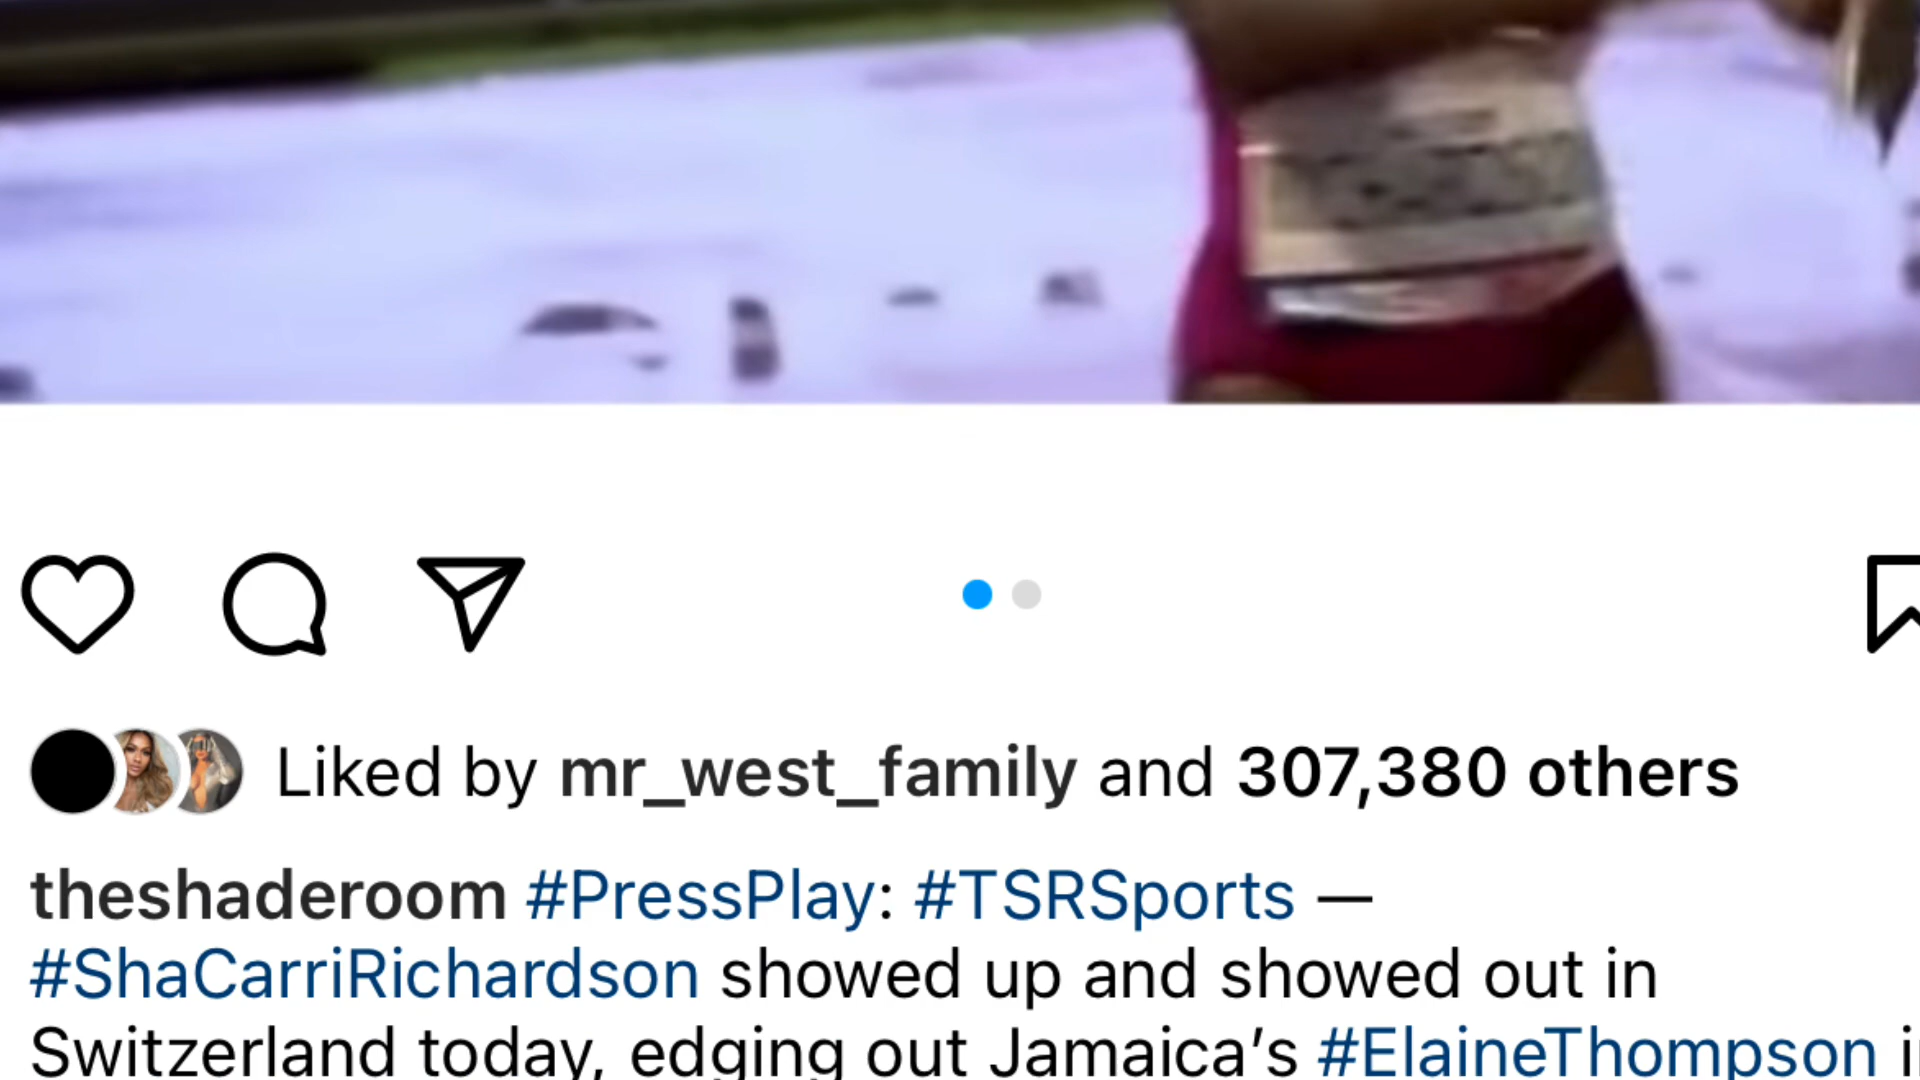 Liked by mr_west_family and 307,380 others
theshaderoom #PressPlay: #TSRSports —
#ShaCarriRichardson showed up and showed out in
Switzerland today, edging out Jamaica’s #ElaineThompson